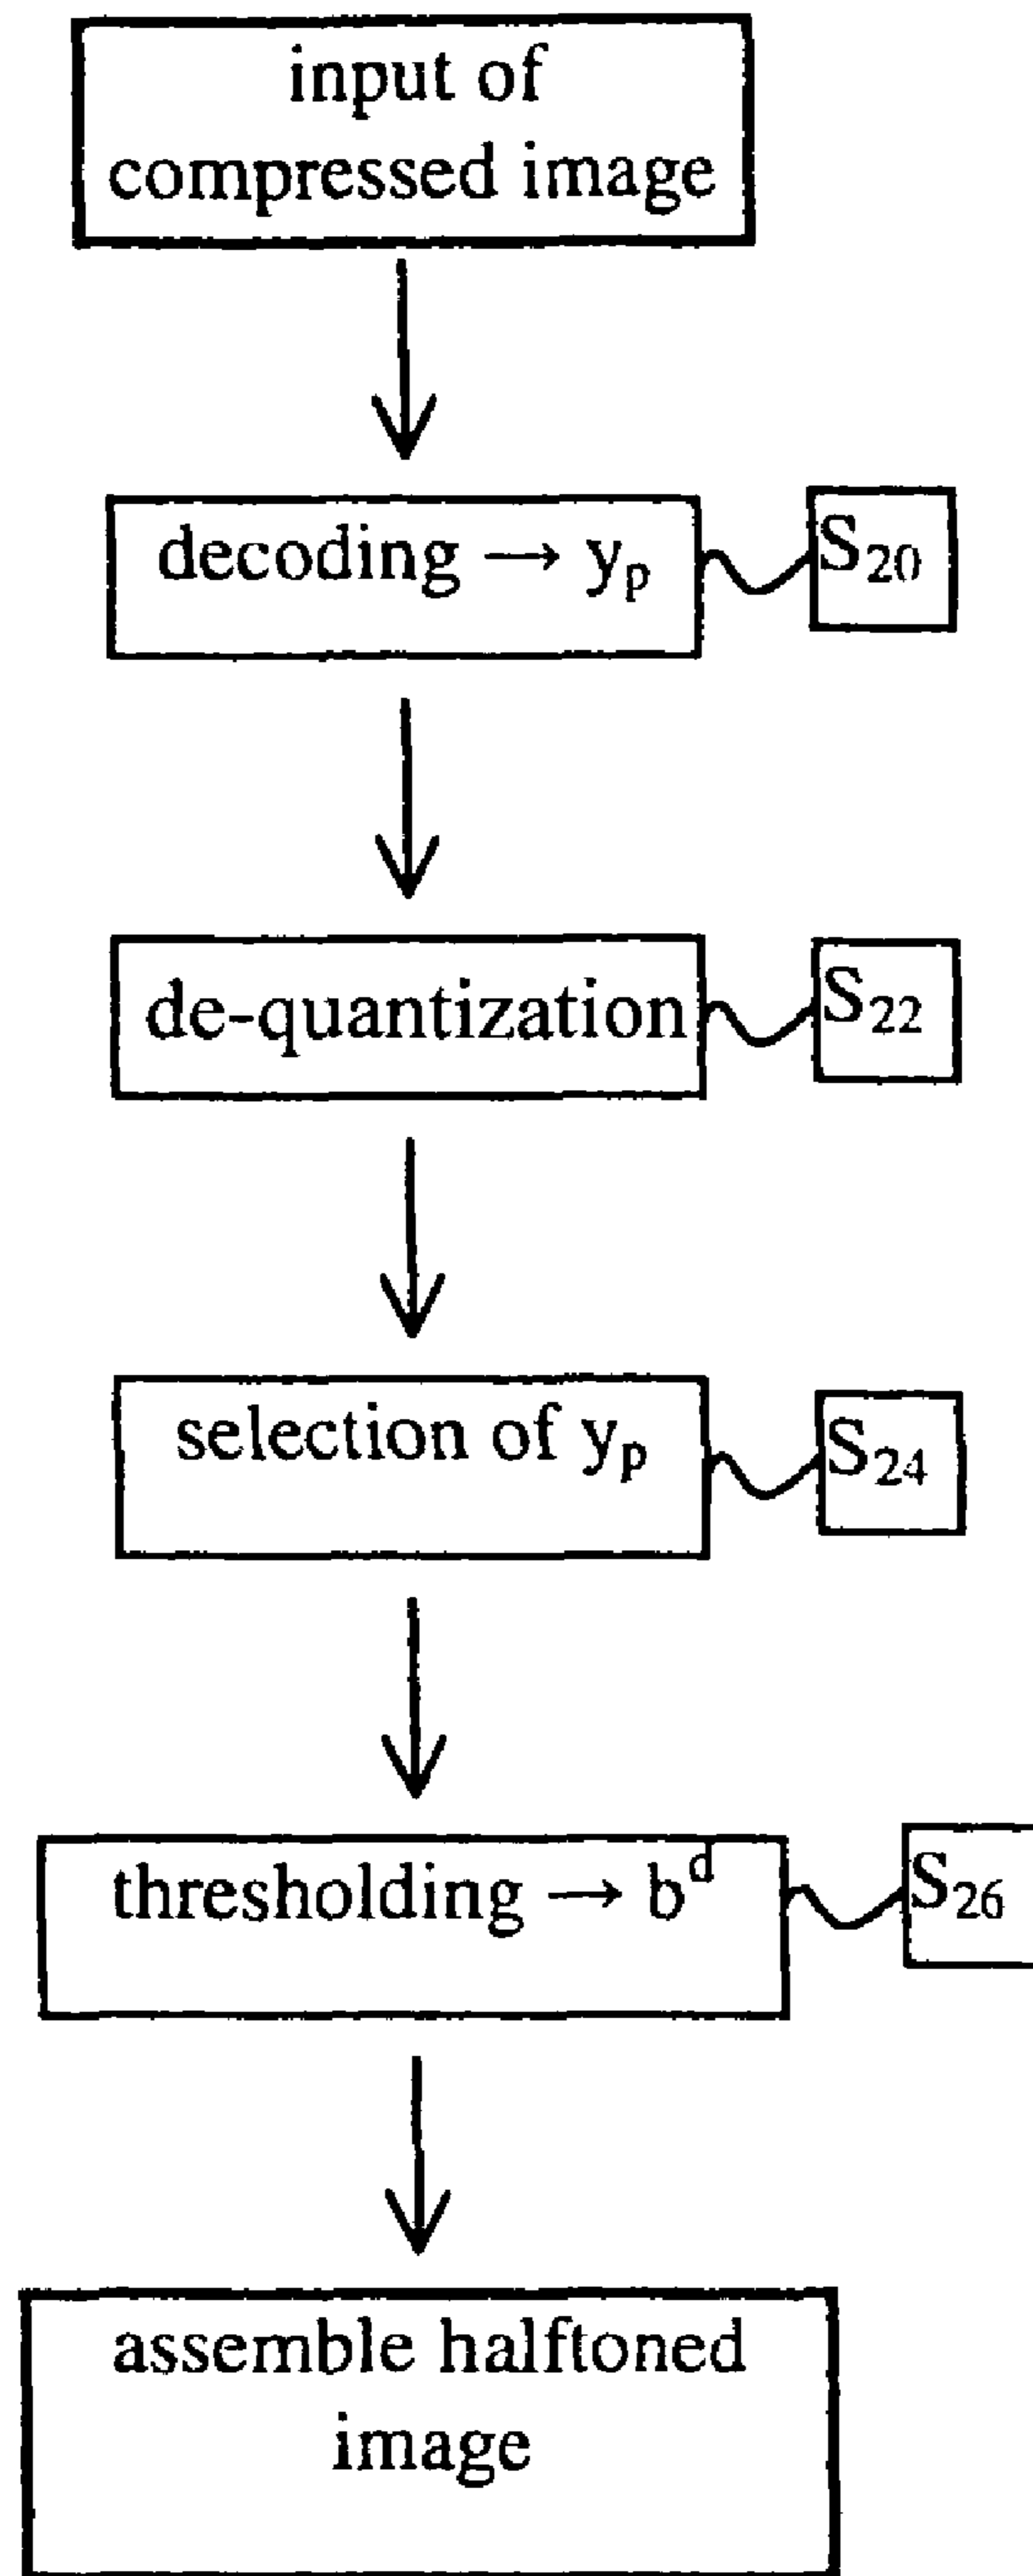 input of
compressed image
decoding → yₚ
S₂₀
de-quantization
S₂₂
selection of yₚ
S₂₄
thresholding → bᵈ
S₂₆
assemble halftoned
image